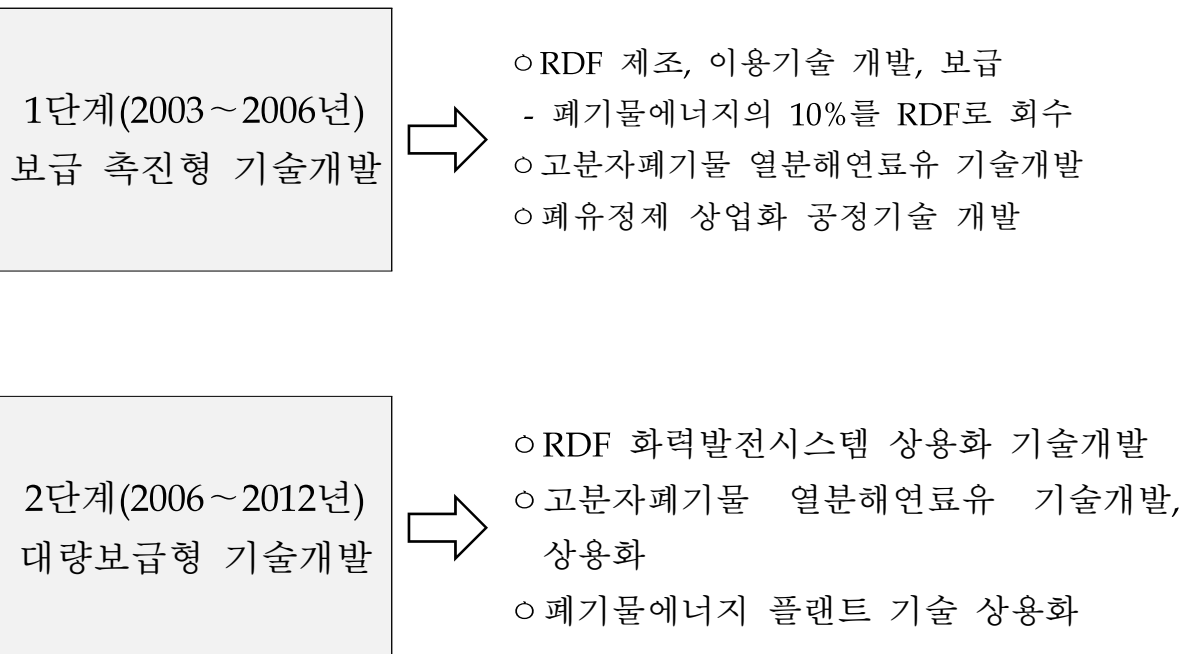 1단계(2003～2006년)
보급 촉진형 기술개발
○RDF 제조, 이용기술 개발, 보급
- 폐기물에너지의 10%를 RDF로 회수
○고분자폐기물 열분해연료유 기술개발
○폐유정제 상업화 공정기술 개발
2단계(2006～2012년)
대량보급형 기술개발
○RDF 화력발전시스템 상용화 기술개발
○고분자폐기물 열분해연료유 기술개발,
상용화
○폐기물에너지 플랜트 기술 상용화